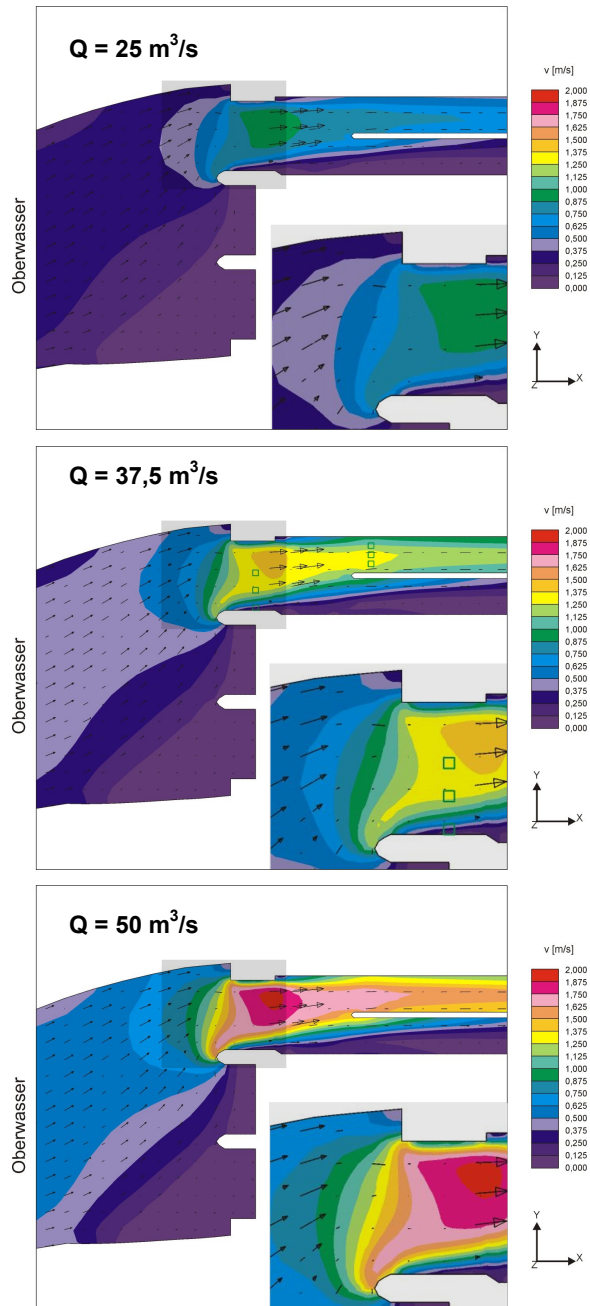 Q = 25 m³/s
v [m/s]
2,000
1,875
1,750
1,625
1,500
1,375
1,250
1,125
1,000
0,875
0,750
0,625
0,500
0,375
0,250
0,125
0,000
Oberwasser
Y
Z
X
Q = 37,5 m³/s
v [m/s]
2,000
1,875
1,750
1,625
1,500
1,375
1,250
1,125
1,000
0,875
0,750
0,625
0,500
0,375
0,250
0,125
0,000
Oberwasser
Y
Z
X
Q = 50 m³/s
v [m/s]
2,000
1,875
1,750
1,625
1,500
1,375
1,250
1,125
1,000
0,875
0,750
0,625
0,500
0,375
0,250
0,125
0,000
Oberwasser
Y
Z
X